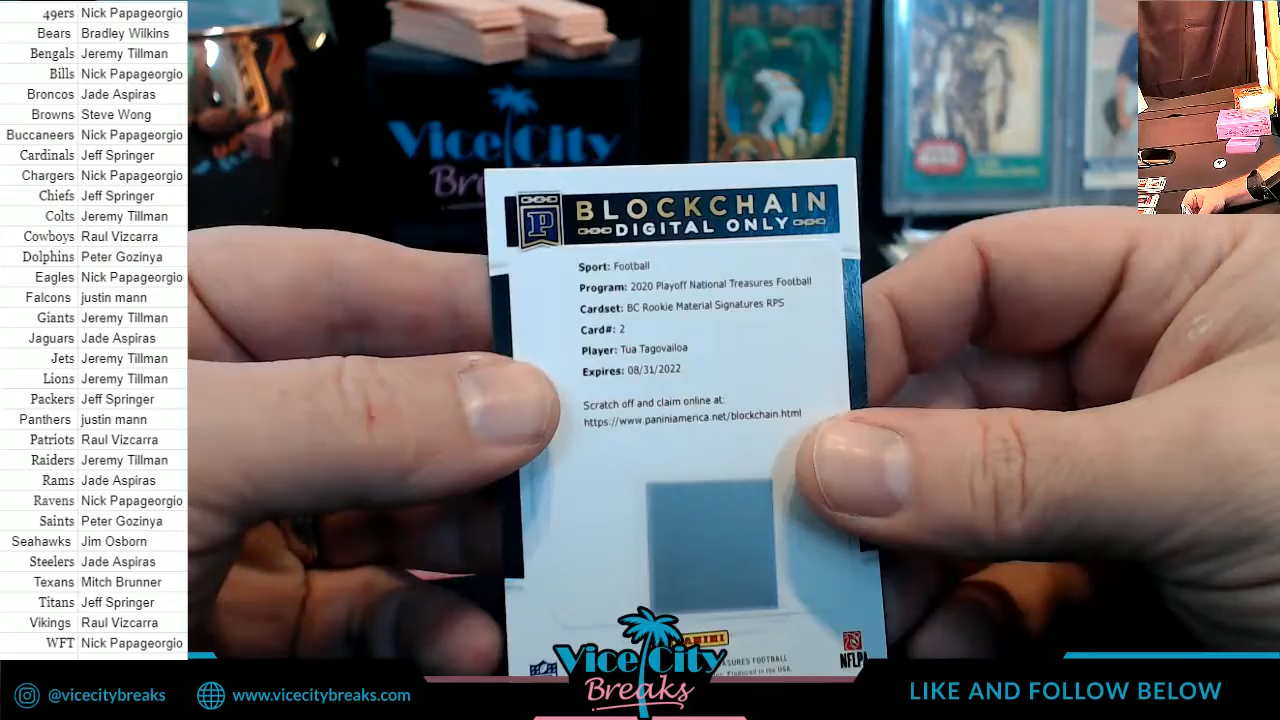 49ers Nick Papageorgio
Bears Bradley Wilkins
Bengals Jeremy Tillman
Bills Nick Papageorgio
Broncos Jade Aspiras
Browns Steve Wong
Buccaneers Nick Papageorgio
Cardinals Jeff Springer
Chargers Nick Papageorgio
Chiefs Jeff Springer
Colts Jeremy Tillman
Cowboys Raul Vizcarra
Dolphins Peter Gozinya
Eagles Nick Papageorgio
Falcons justin mann
Giants Jeremy Tillman
Jaguars Jade Aspiras
Jets Jeremy Tillman
Lions Jeremy Tillman
Packers Jeff Springer
Panthers justin mann
Patriots Raul Vizcarra
Raiders Jeremy Tillman
Rams Jade Aspiras
Ravens Nick Papageorgio
Saints Peter Gozinya
Seahawks Jim Osborn
Steelers Jade Aspiras
Texans Mitch Brunner
Titans Jeff Springer
Vikings Raul Vizcarra
WFT Nick Papageorgio
Vice City
P
BLOCKCHAIN
DIGITAL ONLY
Sport: Football
Program: 2020 Playoff National Treasures Football
Cardset: BC Rookie Material Signatures RPS
Card#: 2
Player: Tua Tagovailoa
Expires: 08/31/2022
Scratch off and claim online at:
https://www.paniniamerica.net/blockchain.html
PANINI
FOOTBALL
Produced in the USA.
NFL
NFLPA
Vice City
Breaks
@vicecitybreaks
www.vicecitybreaks.com
LIKE AND FOLLOW BELOW